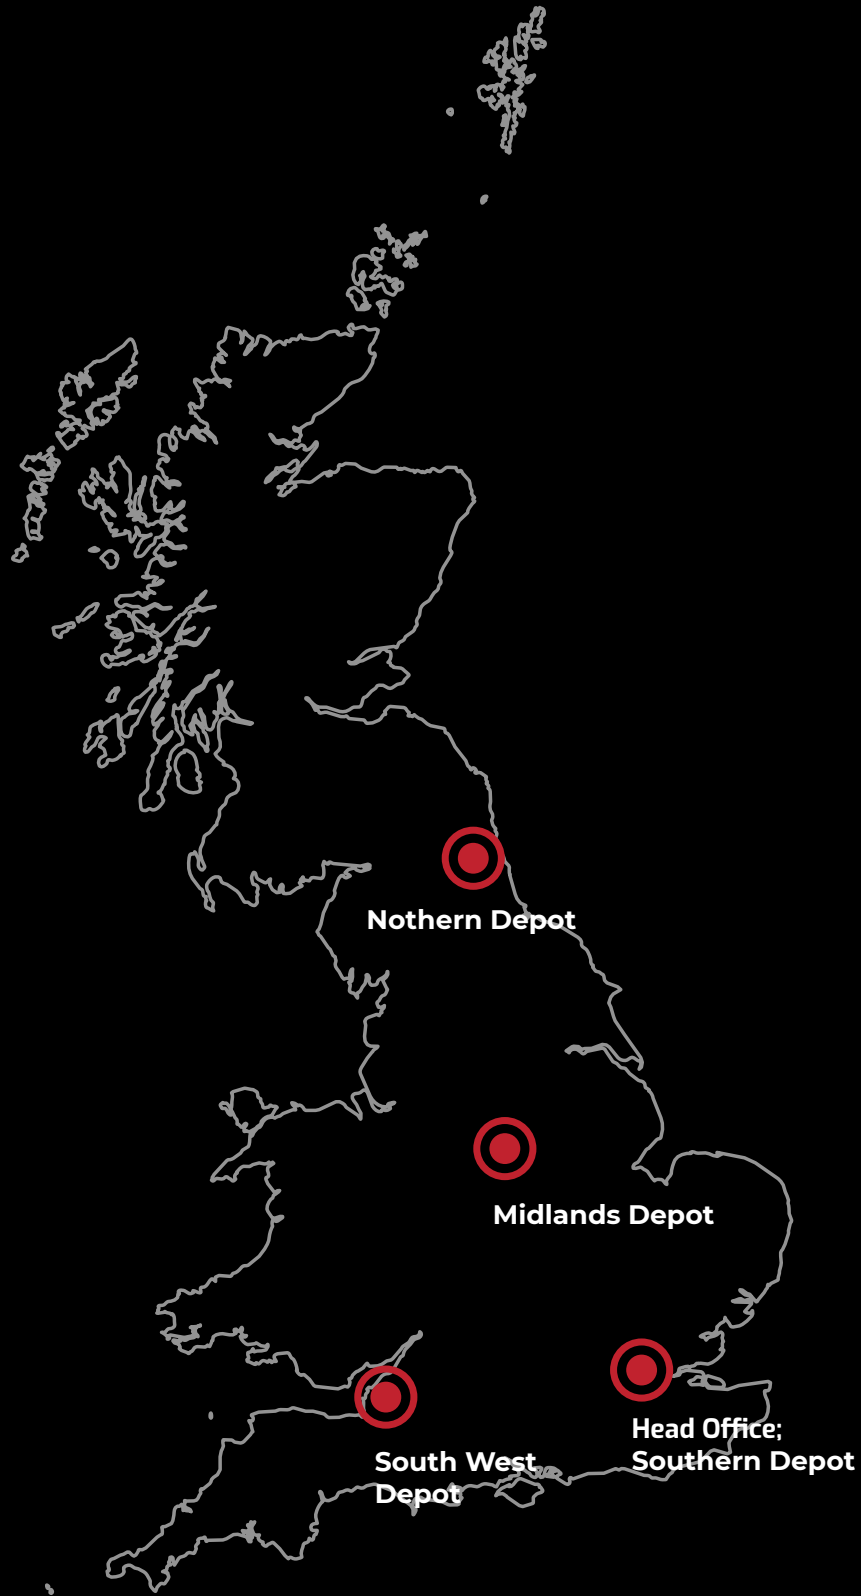 Nothern Depot
Midlands Depot
Head Office;
Southern Depot
South West
Depot